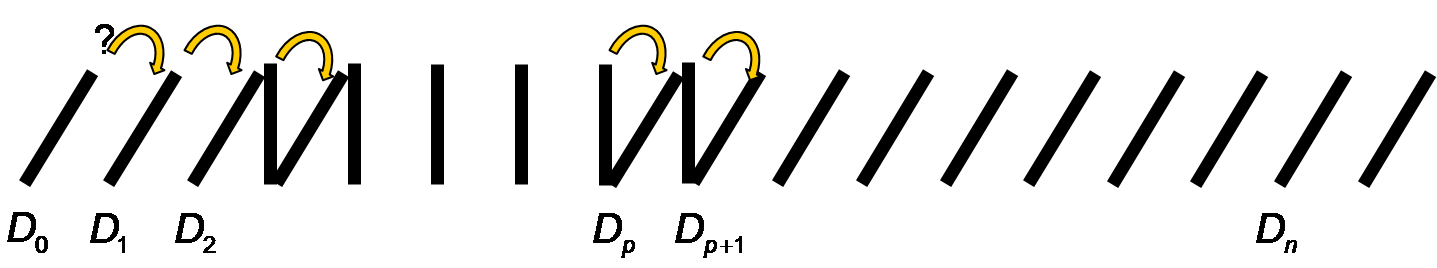 ?
D₀ D₁ D₂ Dₚ Dₚ₊₁ Dₙ